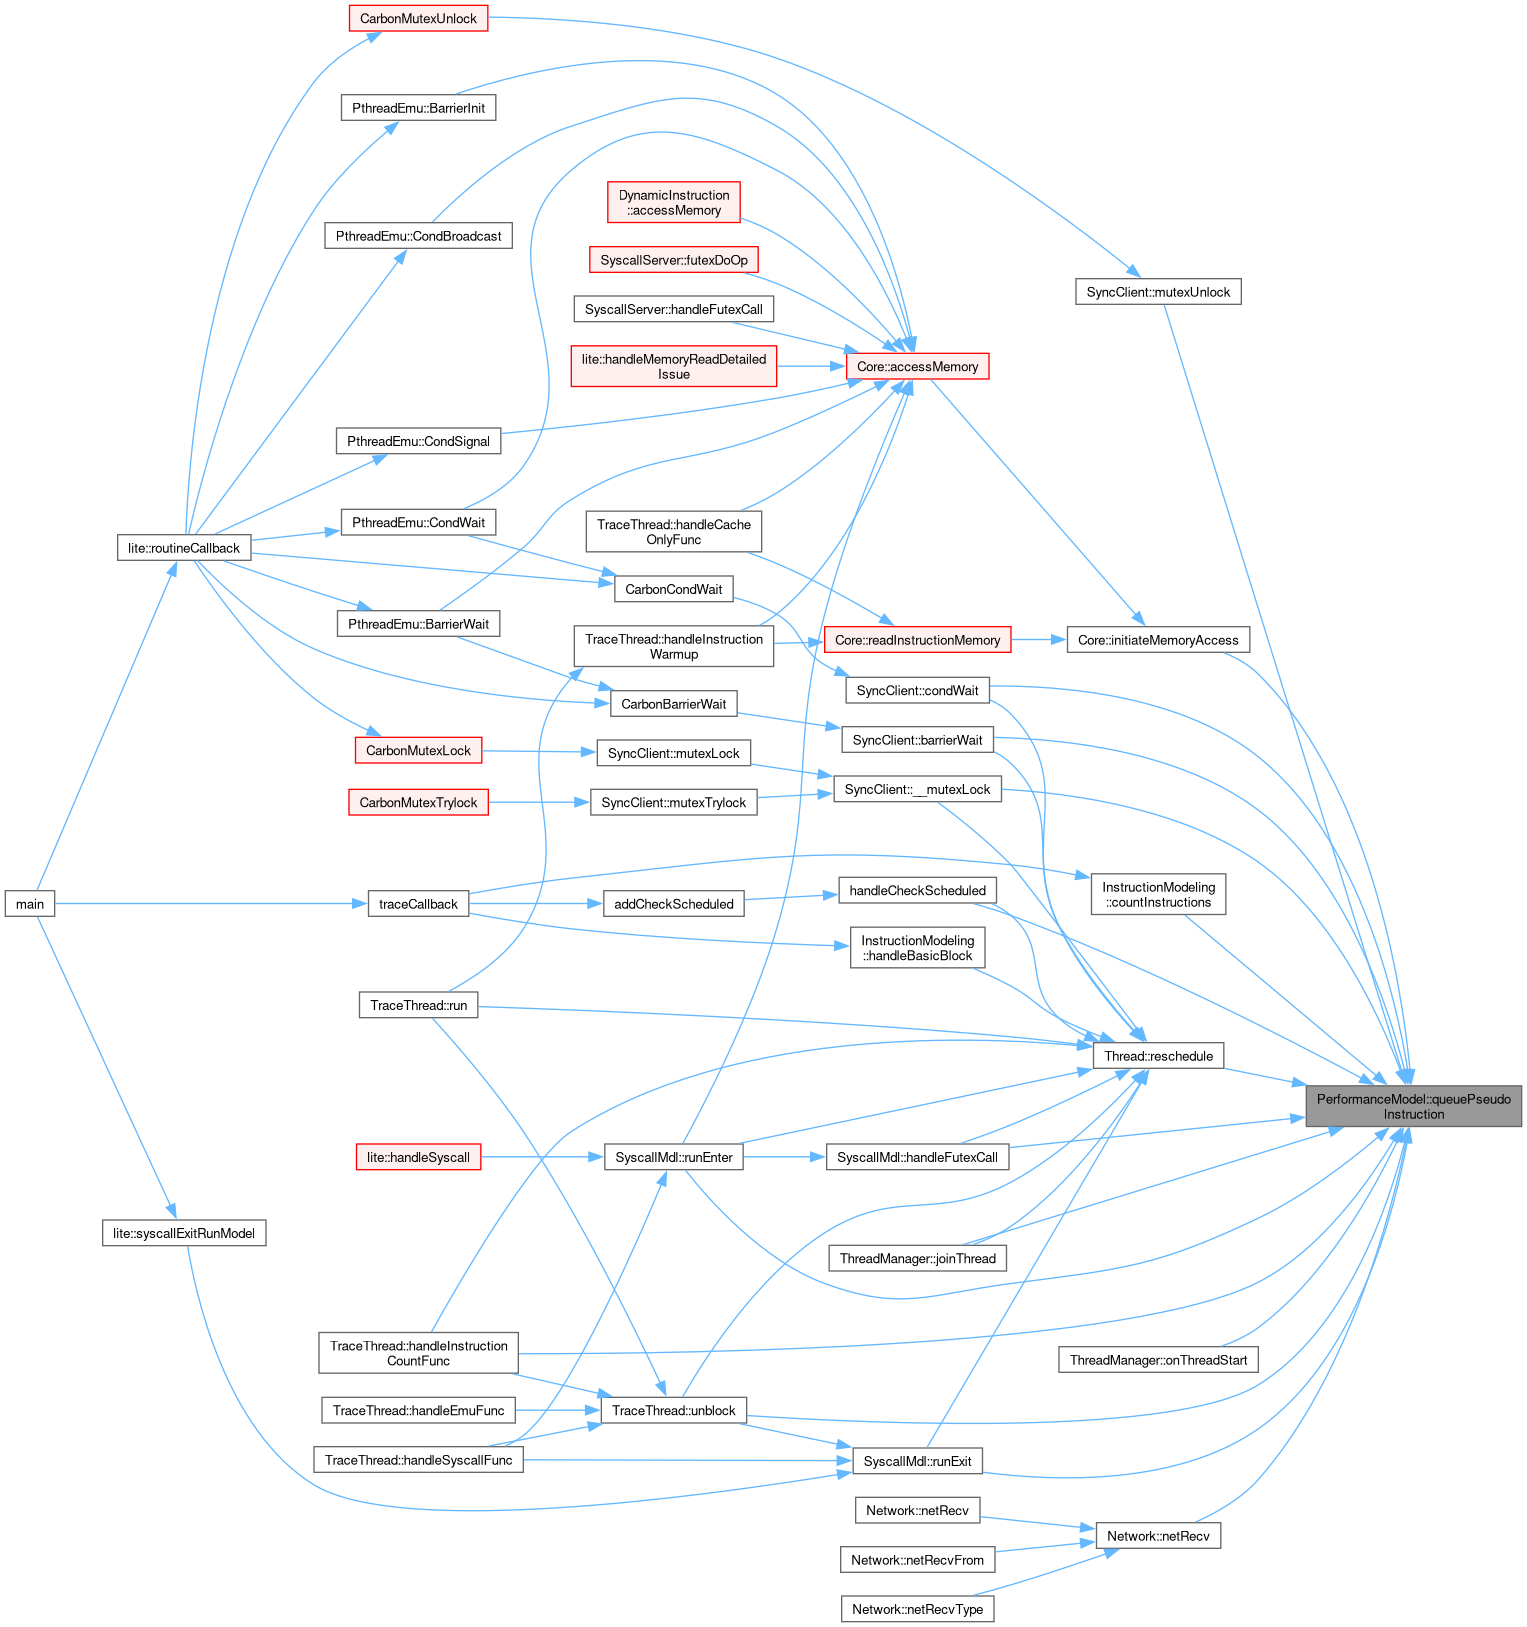 CarbonMutexUnlock
PthreadEmu::BarrierInit
DynamicInstruction
::accessMemory
PthreadEmu::CondBroadcast
SyscallServer::futexDoOp
SyncClient::mutexUnlock
SyscallServer::handleFutexCall
lite::handleMemoryReadDetailed
Issue
Core::accessMemory
PthreadEmu::CondSignal
PthreadEmu::CondWait
TraceThread::handleCache
OnlyFunc
lite::routineCallback
CarbonCondWait
PthreadEmu::BarrierWait
TraceThread::handleInstruction
Warmup
Core::readInstructionMemory
Core::initiateMemoryAccess
SyncClient::condWait
CarbonBarrierWait
SyncClient::barrierWait
CarbonMutexLock
SyncClient::mutexLock
SyncClient::__mutexLock
CarbonMutexTrylock
SyncClient::mutexTrylock
main
traceCallback
addCheckScheduled
handleCheckScheduled
InstructionModeling
::countInstructions
InstructionModeling
::handleBasicBlock
TraceThread::run
Thread::reschedule
PerformanceModel::queuePseudo
Instruction
lite::handleSyscall
SyscallMdl::runEnter
SyscallMdl::handleFutexCall
lite::syscallExitRunModel
ThreadManager::joinThread
TraceThread::handleInstruction
CountFunc
ThreadManager::onThreadStart
TraceThread::handleEmuFunc
TraceThread::unblock
TraceThread::handleSyscallFunc
SyscallMdl::runExit
Network::netRecv
Network::netRecv
Network::netRecvFrom
Network::netRecvType